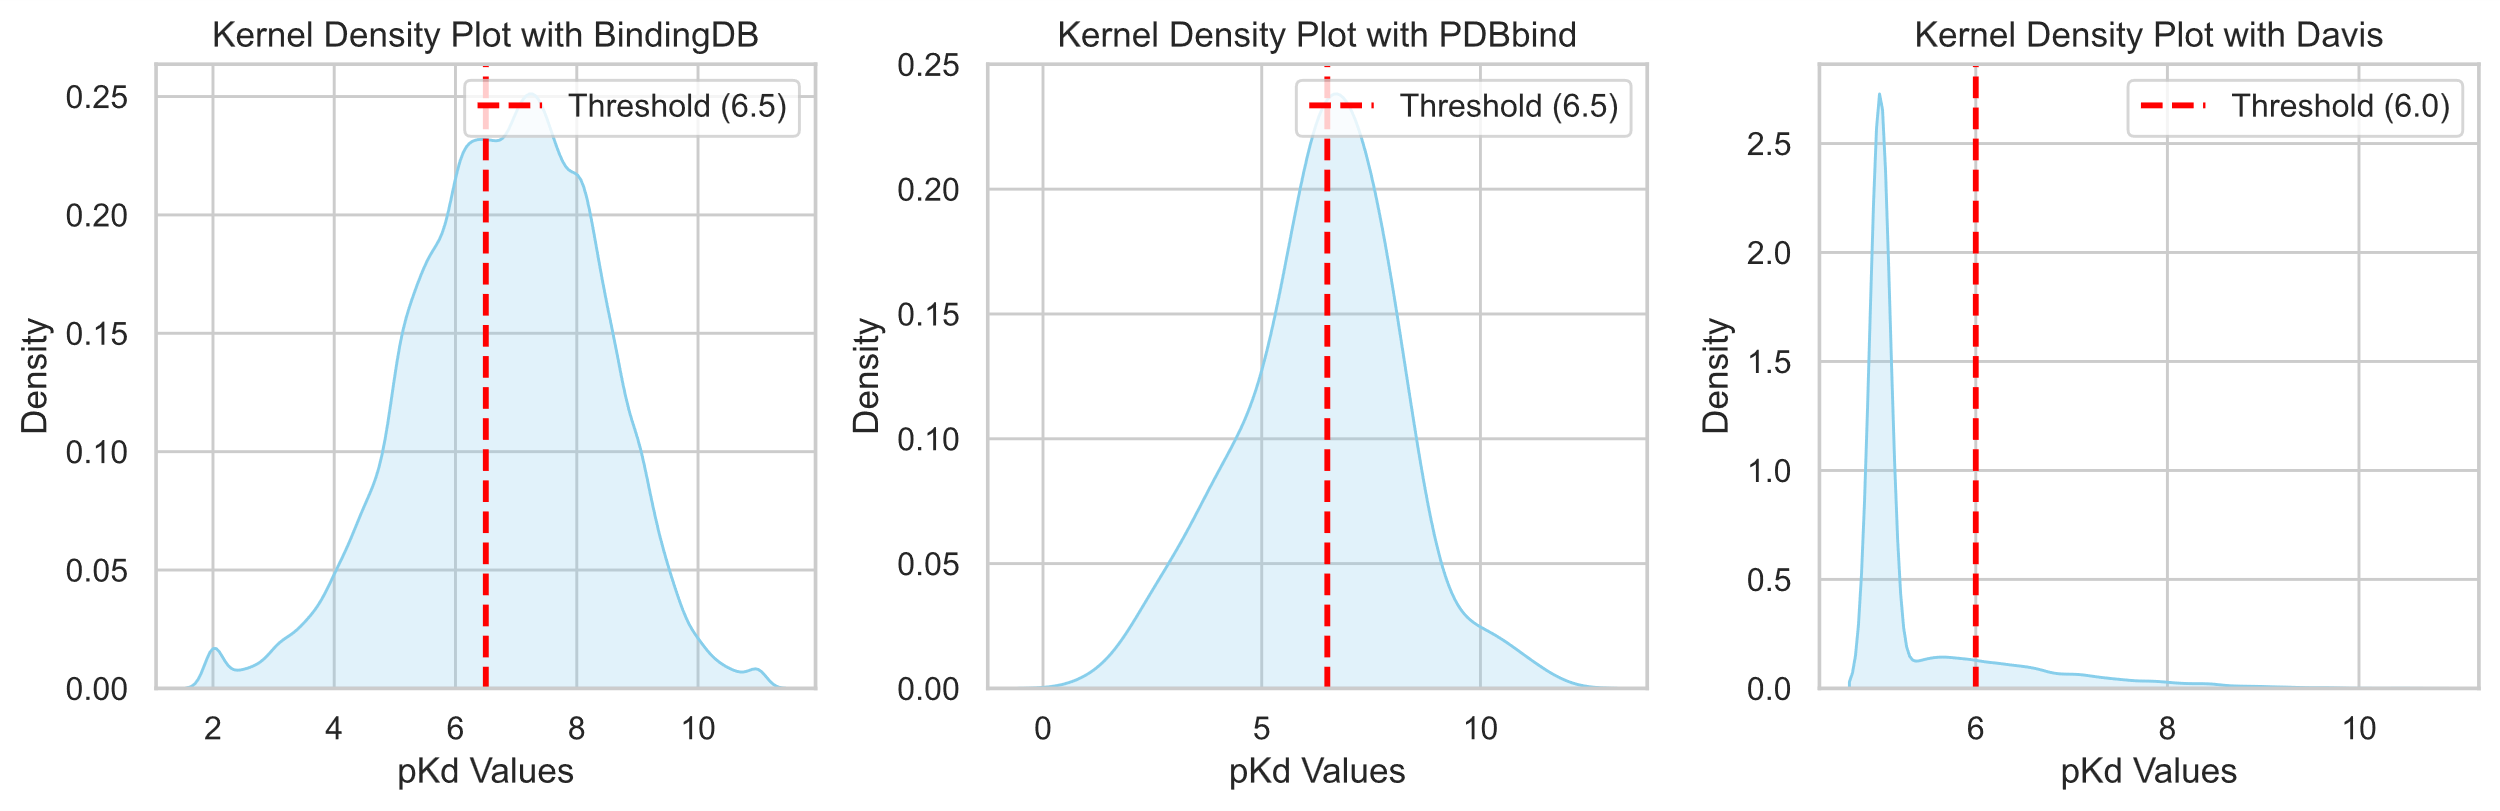 Kernel Density Plot with BindingDB
Threshold (6.5)
0.25
0.20
0.15
0.10
0.05
0.00
Density
2 4 6 8 10
pKd Values
Kernel Density Plot with PDBbind
Threshold (6.5)
0.25
0.20
0.15
0.10
0.05
0.00
Density
0 5 10
pKd Values
Kernel Density Plot with Davis
Threshold (6.0)
2.5
2.0
1.5
1.0
0.5
0.0
Density
6 8 10
pKd Values